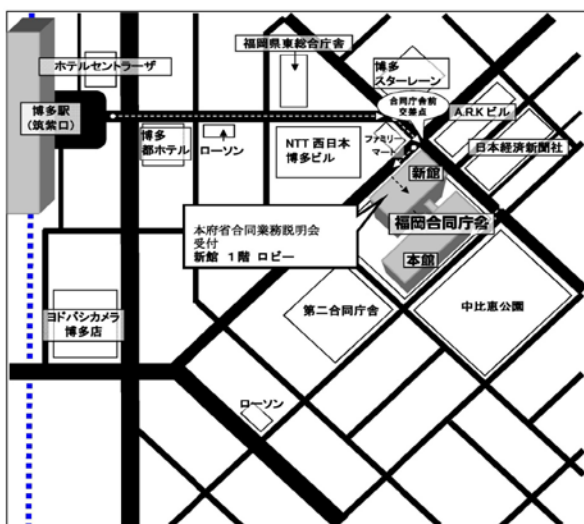 福岡県東総合庁舎
ホテルセントラーザ
博多
スターレーン
合同庁舎前
交差点
A.R.Kビル
博多駅
(筑紫口)
博多
都ホテル
ローソン
NTT 西日本
博多ビル
ファミリー
マート
日本経済新聞社
新館
本府省合同業務説明会
受付
新館 1階 ロビー
福岡合同庁舎
本館
第二合同庁舎
中比恵公園
ヨドバシカメラ
博多店
ローソン